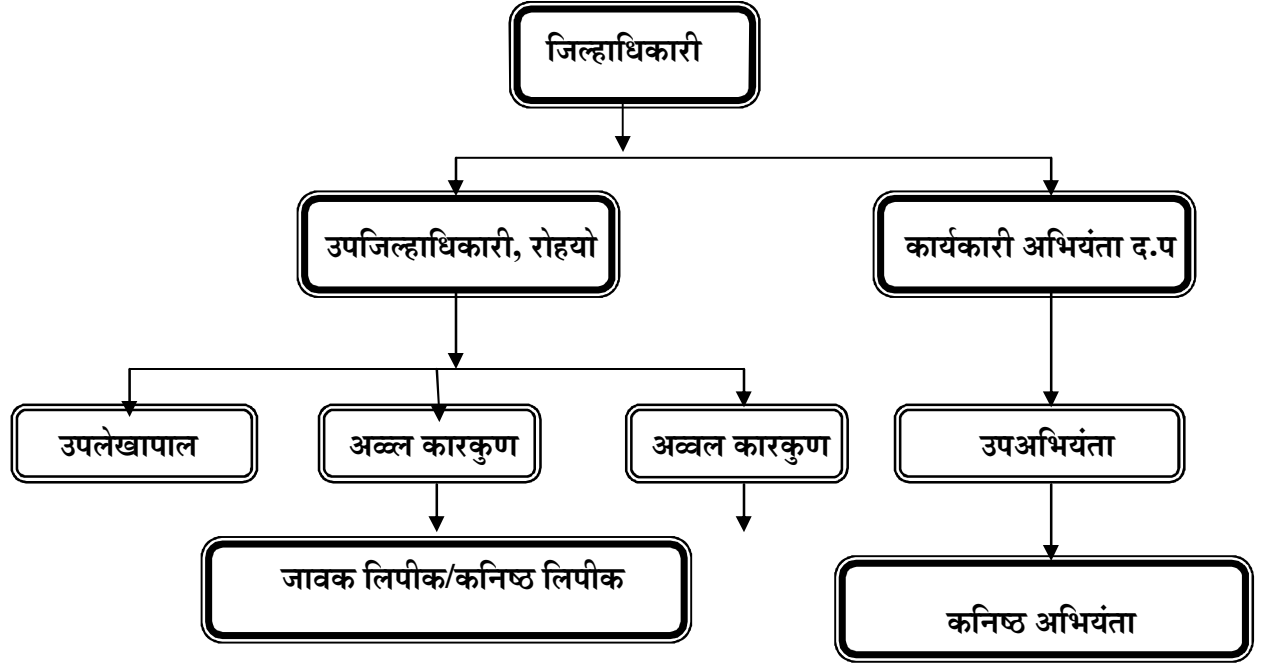 जिल्हाधिकारी
उपजिल्हाधिकारी, रोहयो
कार्यकारी अभियंता द.प
उपलेखापाल
अव्व्ल कारकुण
अव्वल कारकुण
उपअभियंता
जावक लिपीक/कनिष्ठ लिपीक
कनिष्ठ अभियंता